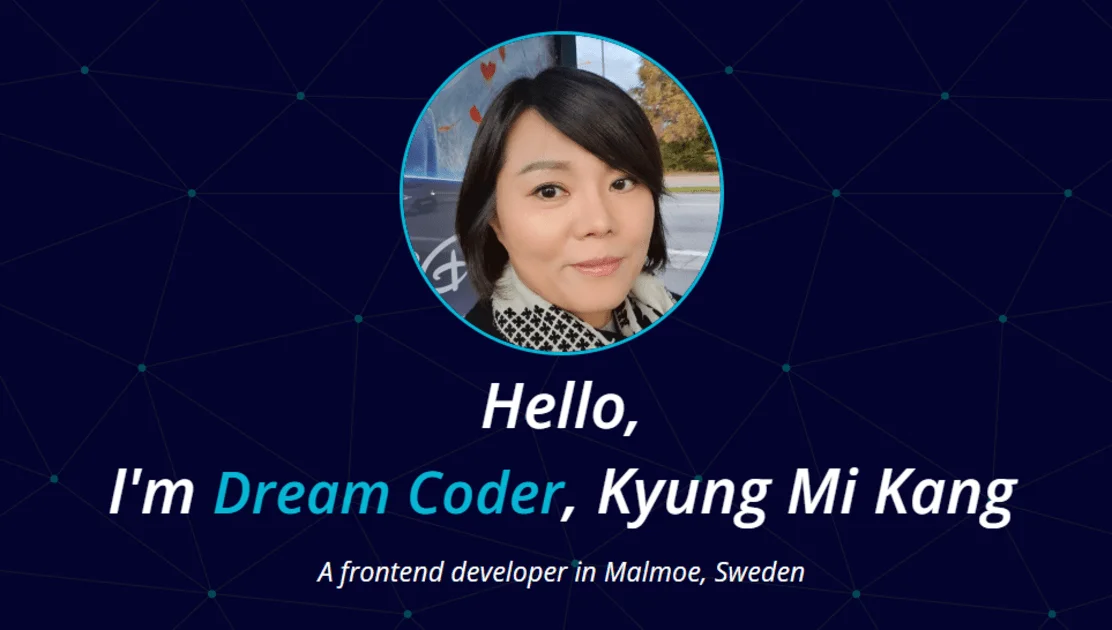 Hello,
I'm Dream Coder, Kyung Mi Kang
A frontend developer in Malmoe, Sweden